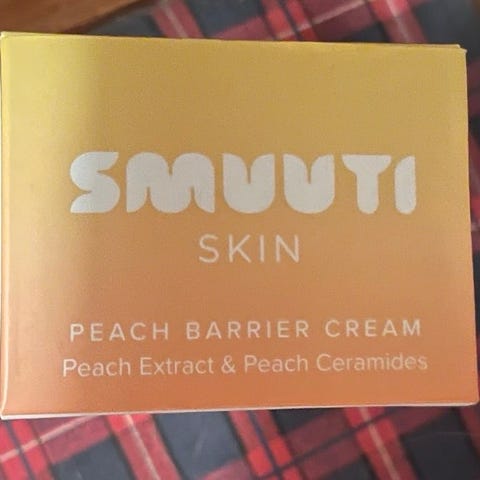 SMUUTI
SKIN
PEACH BARRIER CREAM
Peach Extract & Peach Ceramides